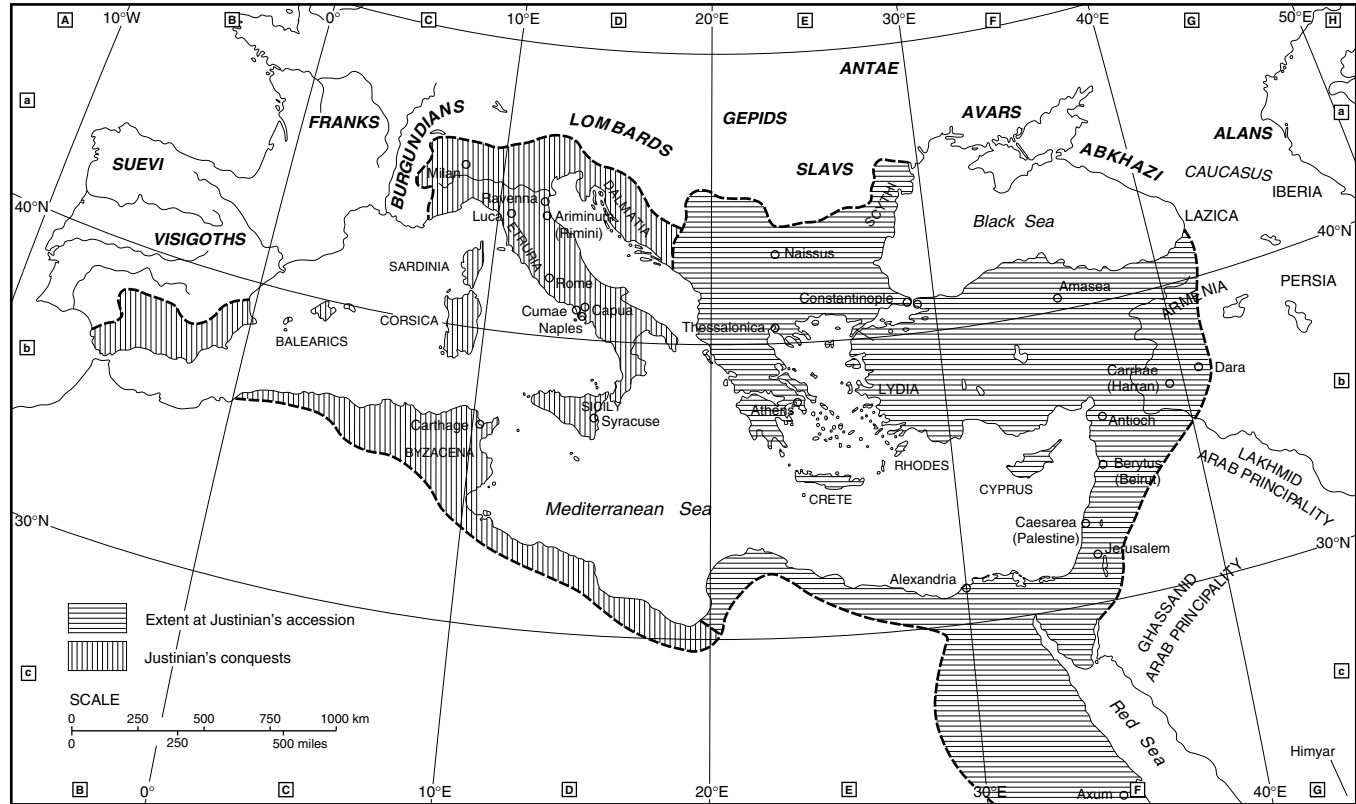 A
10°W
B
0°
C
10°E
D
20°E
E
30°E
F
40°E
G
50°E
H
a
a
ANTAE
FRANKS
BURGUNDIANS
LOMBARDS
GEPIDS
AVARS
ALANS
SUEVI
SLAVS
ABKHAZI
CAUCASUS
IBERIA
Milan
DALMATIA
SCYTHI
40°N
Ravenna
Luca
Ariminum
(Rimini)
Black Sea
LAZICA
40°N
VISIGOTHS
ETRURIA
Naissus
SARDINIA
Rome
Amasea
PERSIA
Constantinople
ARMENIA
CORSICA
Cumae
Capua
Naples
Thessalonica
BALEARICS
b
b
Dara
Carrhae
(Harran)
LYDIA
SICILY
Athens
Antioch
Carthage
Syracuse
BYZACENA
RHODES
Berytus
(Beirut)
LAKHMID
ARAB PRINCIPALITY
CYPRUS
CRETE
Mediterranean Sea
30°N
Caesarea
(Palestine)
Jerusalem
30°N
Alexandria
GHASSANID
ARAB PRINCIPALITY
Extent at Justinian's accession
Justinian's conquests
c
c
SCALE
0 250 500 750 1000 km
0 250 500 miles
Red Sea
Himyar
B
0°
C
10°E
D
20°E
E
30°E
Axum
F
40°E
G